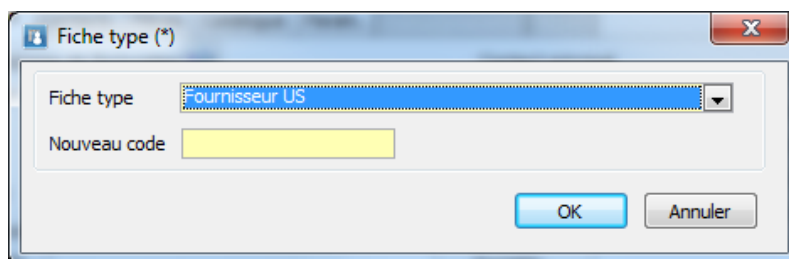 Fiche type (*)
Fiche type Fournisseur US
Nouveau code
OK Annuler